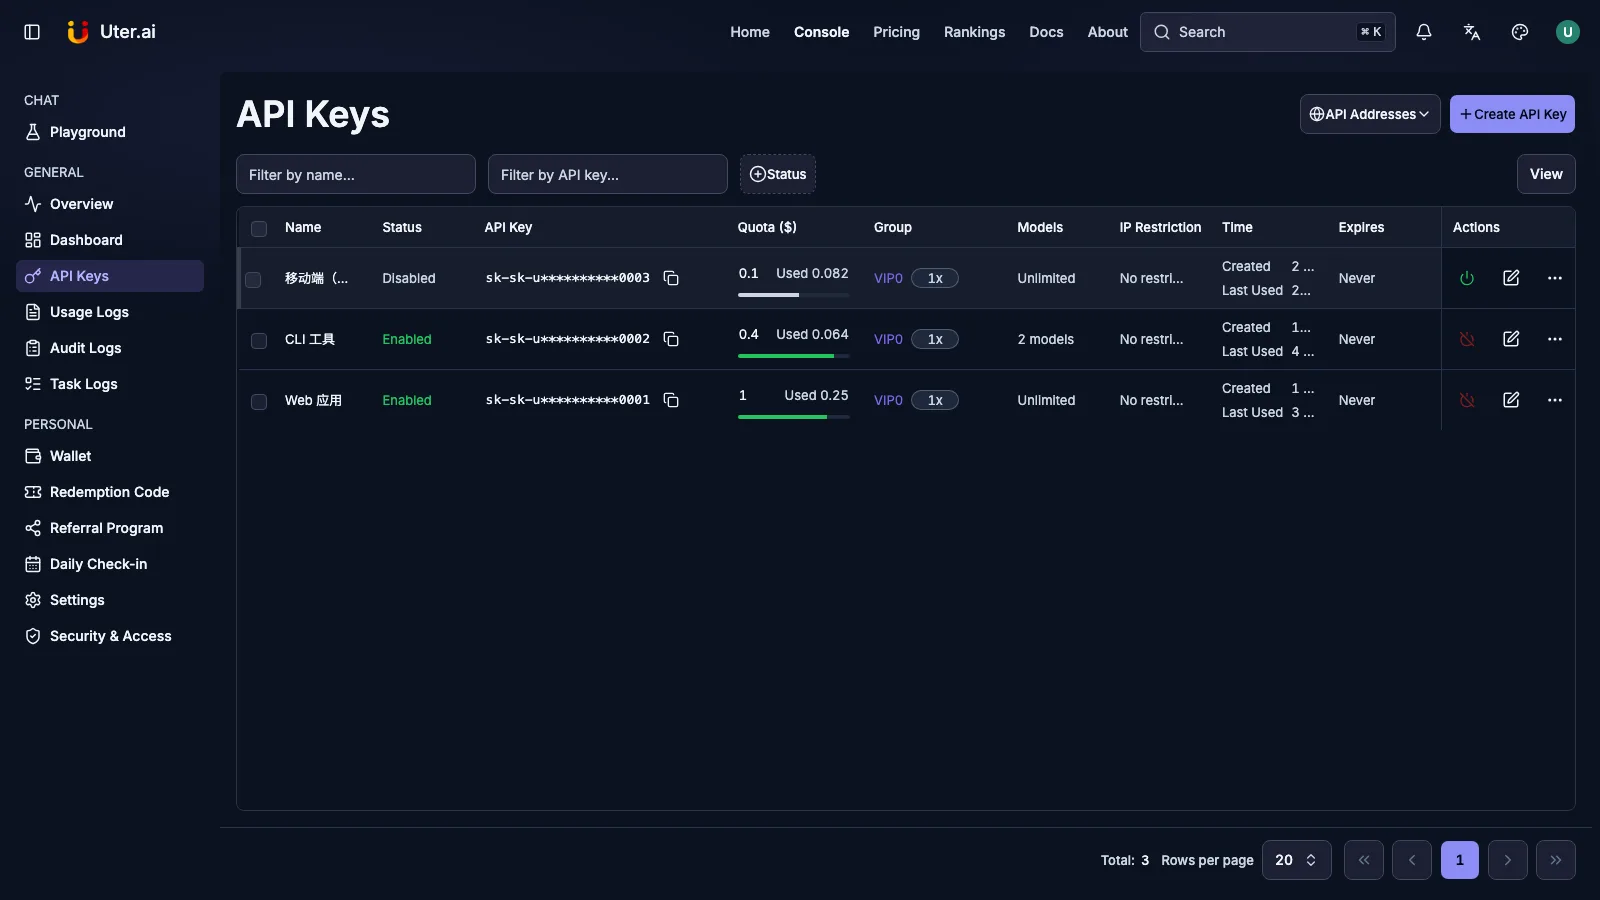 Uter.ai
Home Console Pricing Rankings Docs About Search ⌘ K U
CHAT
Playground
GENERAL
Overview
Dashboard
API Keys
Usage Logs
Audit Logs
Task Logs
PERSONAL
Wallet
Redemption Code
Referral Program
Daily Check-in
Settings
Security & Access
API Keys
API Addresses
Create API Key
Filter by name... Filter by API key... Status View
Name Status API Key Quota ($) Group Models IP Restriction Time Expires Actions
移动端（... Disabled sk-sk-u**********0003 0.1 Used 0.082 VIP0 1x Unlimited No restri... Created 2 ... Never
Last Used 2...
CLI 工具 Enabled sk-sk-u**********0002 0.4 Used 0.064 VIP0 1x 2 models No restri... Created 1... Never
Last Used 4 ...
Web 应用 Enabled sk-sk-u**********0001 1 Used 0.25 VIP0 1x Unlimited No restri... Created 1 ... Never
Last Used 3 ...
Total: 3 Rows per page 20 1